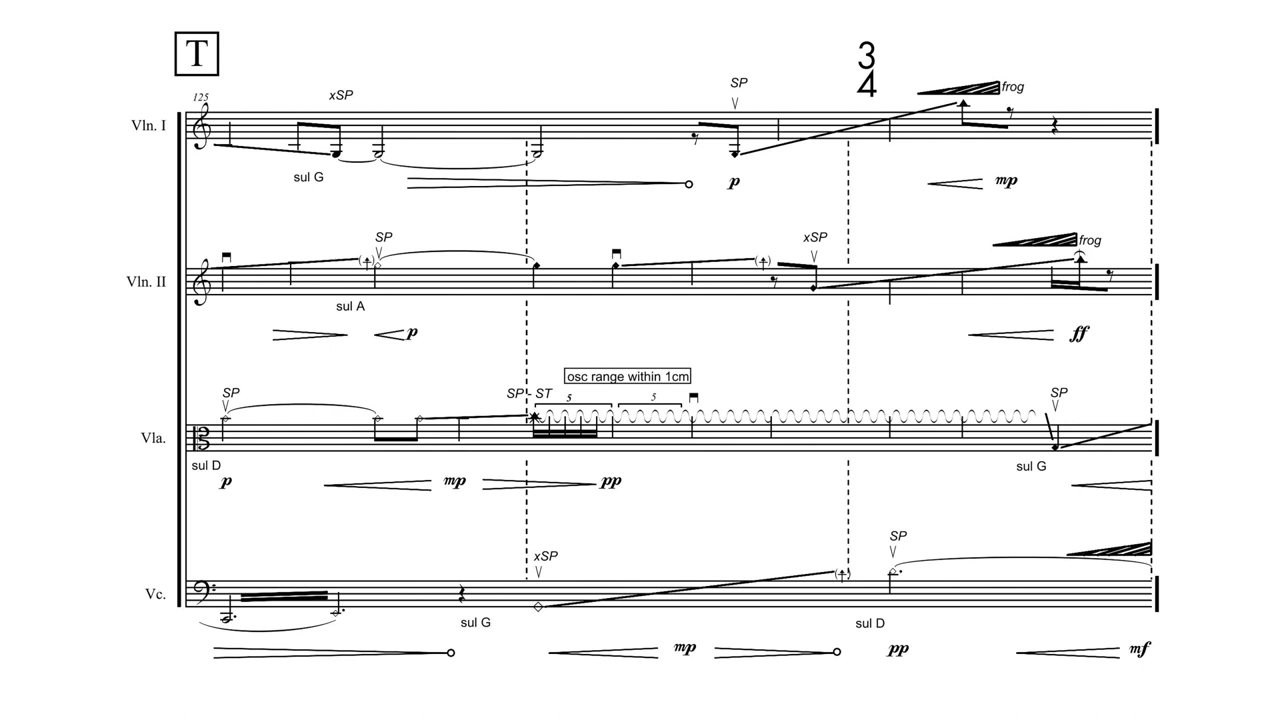 T
3
4
125
xSP
SP
frog
Vln. I
sul G
p
mp
SP
xSP
frog
Vln. II
sul A
p
ff
osc range within 1cm
SP
SP - ST
5
5
SP
Vla.
sul D
sul G
p
mp
pp
xSP
SP
Vc.
sul G
sul D
mp
pp
mf